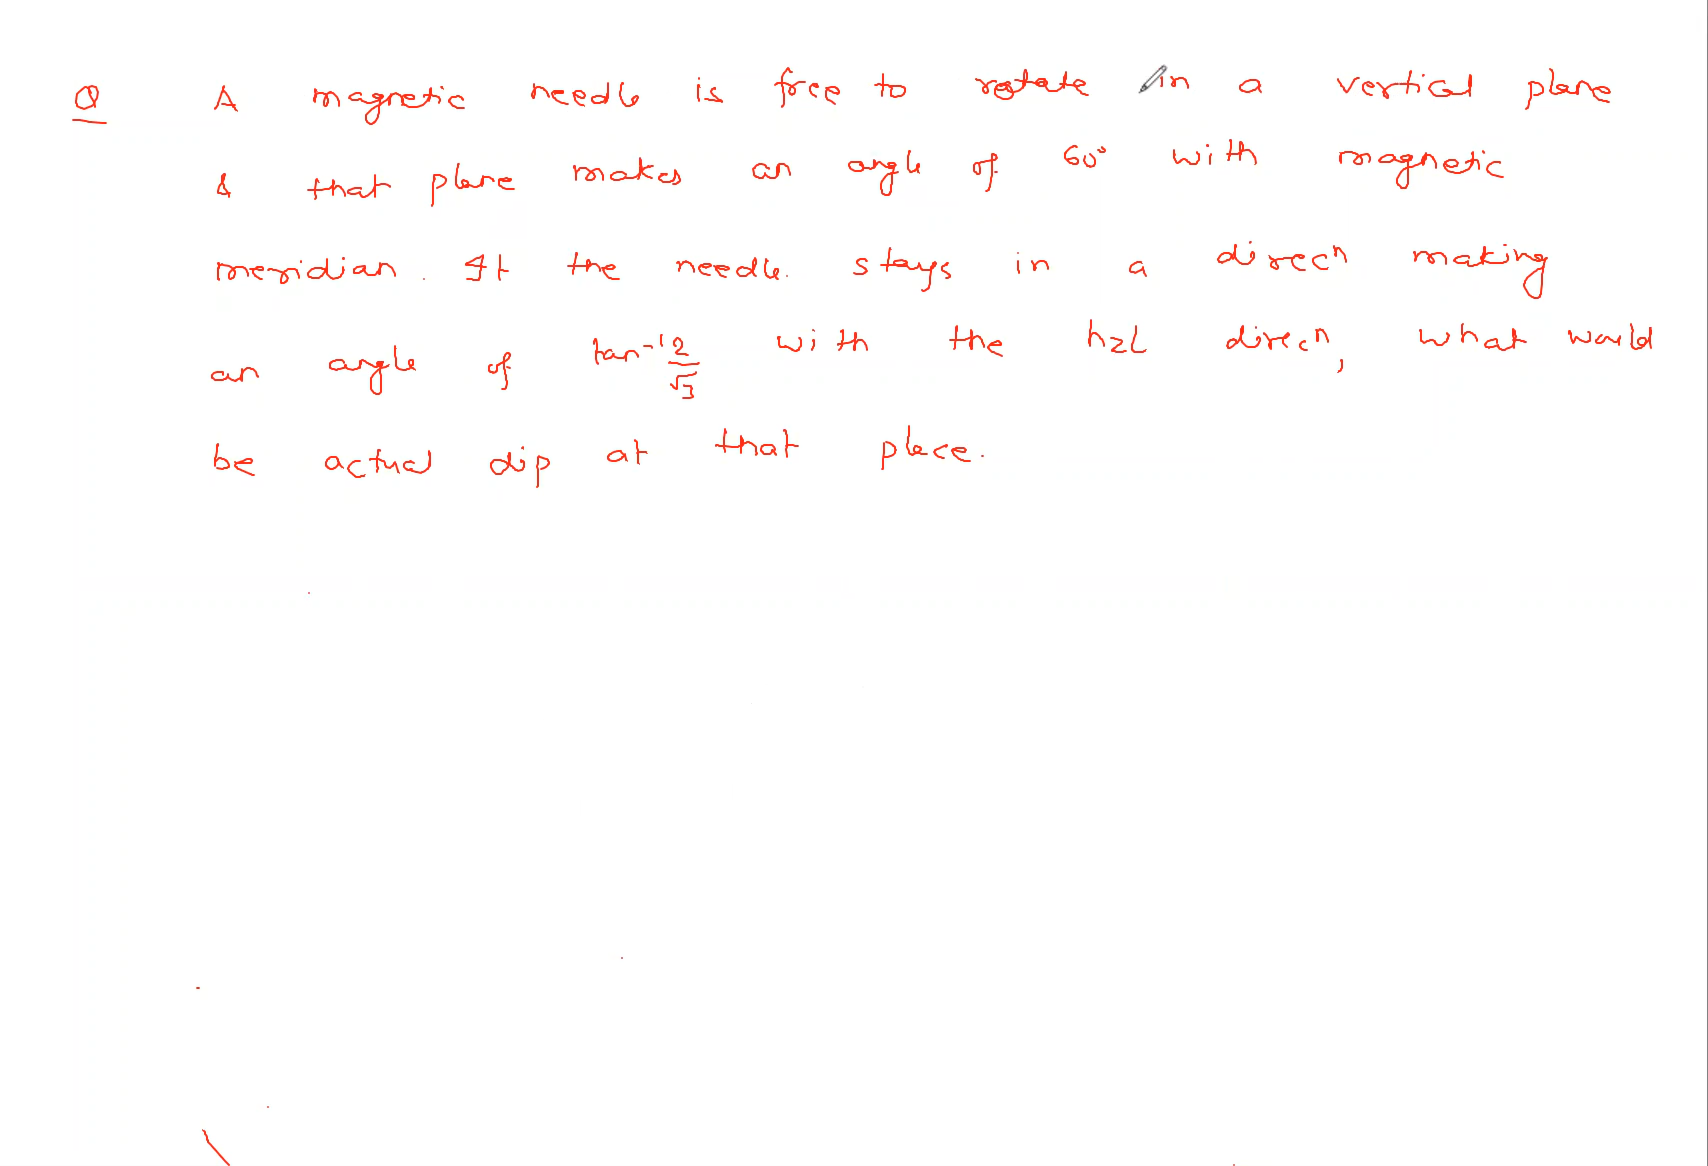 Q A magnetic needle is free to rotate in a vertical plane
& that plane makes an angle of 60° with magnetic
meridian. If the needle. stays in a direcn making
an angle of tan⁻¹ 2/√3 with the hzl direcn, what would
be actual dip at that place.